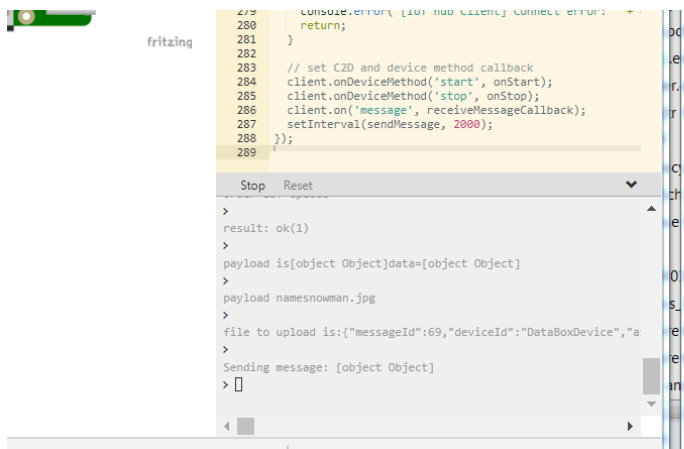 fritzing
279 console.error( [IoT hub Client] Connect error: +
280 return;
281 }
282
283 // set C2D and device method callback
284 client.onDeviceMethod('start', onStart);
285 client.onDeviceMethod('stop', onStop);
286 client.on('message', receiveMessageCallback);
287 setInterval(sendMessage, 2000);
288 });
289
Stop Reset
>
result: ok(1)
>
payload is[object Object]data=[object Object]
>
payload namesnowman.jpg
>
file to upload is:{"messageId":69,"deviceId":"DataBoxDevice","a
>
Sending message: [object Object]
>